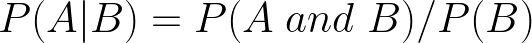 P(A|B) = P(A and B)/P(B)